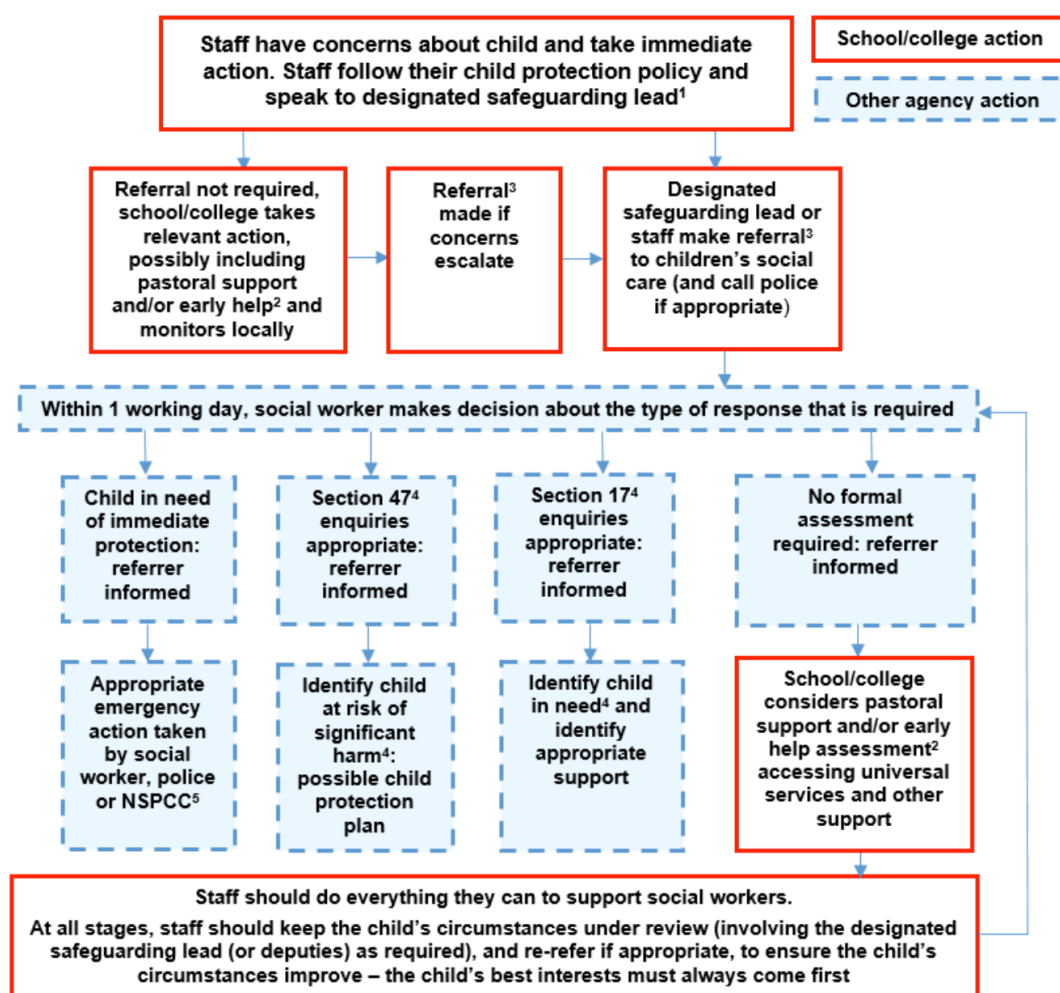 Staff have concerns about child and take immediate
action. Staff follow their child protection policy and
speak to designated safeguarding lead¹
School/college action
Other agency action
Referral not required,
school/college takes
relevant action,
possibly including
pastoral support
and/or early help² and
monitors locally
Referral³
made if
concerns
escalate
Designated
safeguarding lead or
staff make referral³
to children’s social
care (and call police
if appropriate)
Within 1 working day, social worker makes decision about the type of response that is required
Child in need
of immediate
protection:
referrer
informed
Section 47⁴
enquiries
appropriate:
referrer
informed
Section 17⁴
enquiries
appropriate:
referrer
informed
No formal
assessment
required: referrer
informed
Appropriate
emergency
action taken
by social
worker, police
or NSPCC⁵
Identify child
at risk of
significant
harm⁴:
possible child
protection
plan
Identify child
in need⁴ and
identify
appropriate
support
School/college
considers pastoral
support and/or early
help assessment²
accessing universal
services and other
support
Staff should do everything they can to support social workers.
At all stages, staff should keep the child’s circumstances under review (involving the designated
safeguarding lead (or deputies) as required), and re-refer if appropriate, to ensure the child’s
circumstances improve – the child’s best interests must always come first